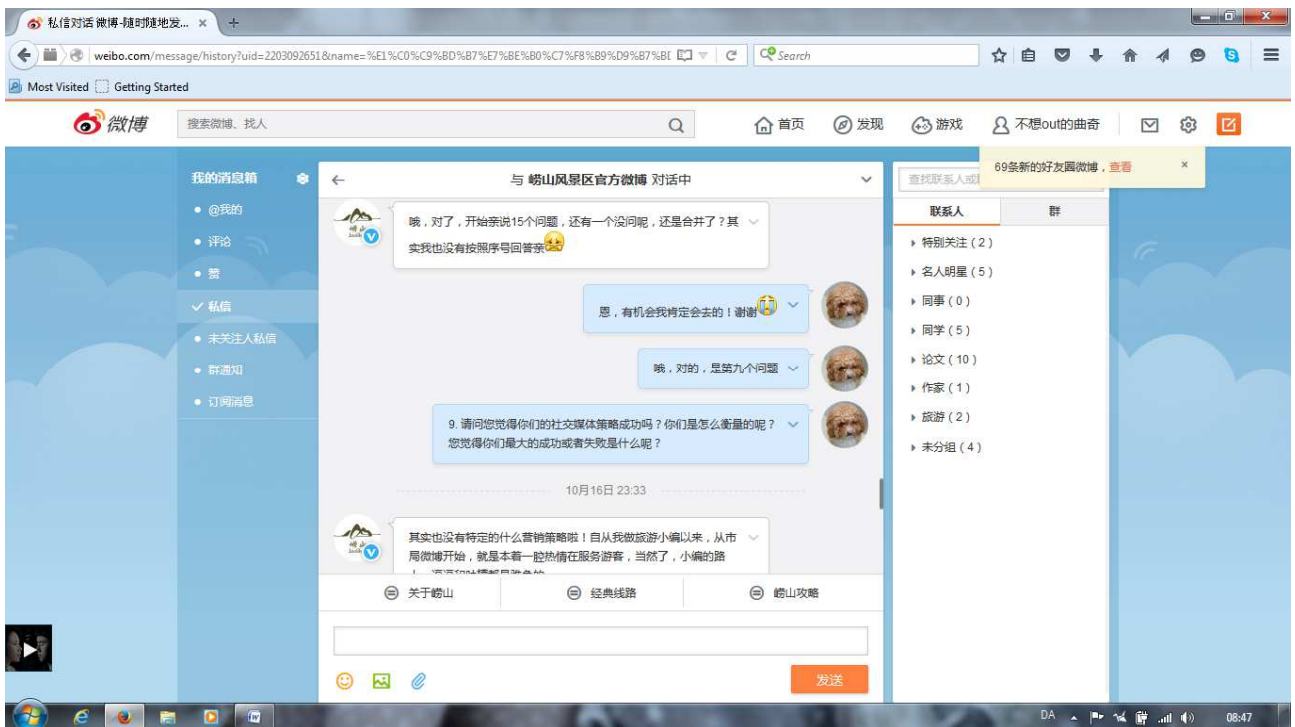 私信对话 微博-随时随地发...
weibo.com/message/history?uid=2203092651&name=%E1%C0%C9%BD%B7%E7%BE%B0%C7%F8%B9%D9%B7%BD
Search
Most Visited
Getting Started
微博
搜索微博、找人
首页
发现
游戏
不想out的曲奇
69条新的好友圈微博，查看
我的消息箱
@我的
评论
赞
私信
未关注人私信
群通知
订阅消息
与 崂山风景区官方微博 对话中
哦，对了，开始亲说15个问题，还有一个没问呢，还是合并了？其
实我也没有按照序号回答亲
恩，有机会我肯定会去的！谢谢
哦，对的，是第九个问题
9. 请问您觉得你们的社交媒体策略成功吗？你们是怎么衡量的呢？
您觉得你们最大的成功或者失败是什么呢？
10月16日 23:33
其实也没有特定的什么营销策略啦！自从我做旅游小编以来，从市
局微博开始，就是本着一腔热情在服务游客，当然了，小编的路
关于崂山
经典线路
崂山攻略
发送
查找联系人或
联系人
群
特别关注（2）
名人明星（5）
同事（0）
同学（5）
论文（10）
作家（1）
旅游（2）
未分组（4）
DA
08:47